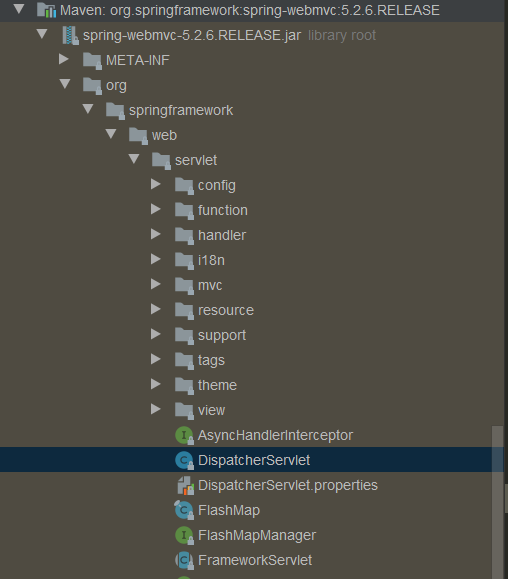 Maven: org.springframework:spring-webmvc:5.2.6.RELEASE
spring-webmvc-5.2.6.RELEASE.jar library root
META-INF
org
springframework
web
servlet
config
function
handler
i18n
mvc
resource
support
tags
theme
view
AsyncHandlerInterceptor
DispatcherServlet
DispatcherServlet.properties
FlashMap
FlashMapManager
FrameworkServlet